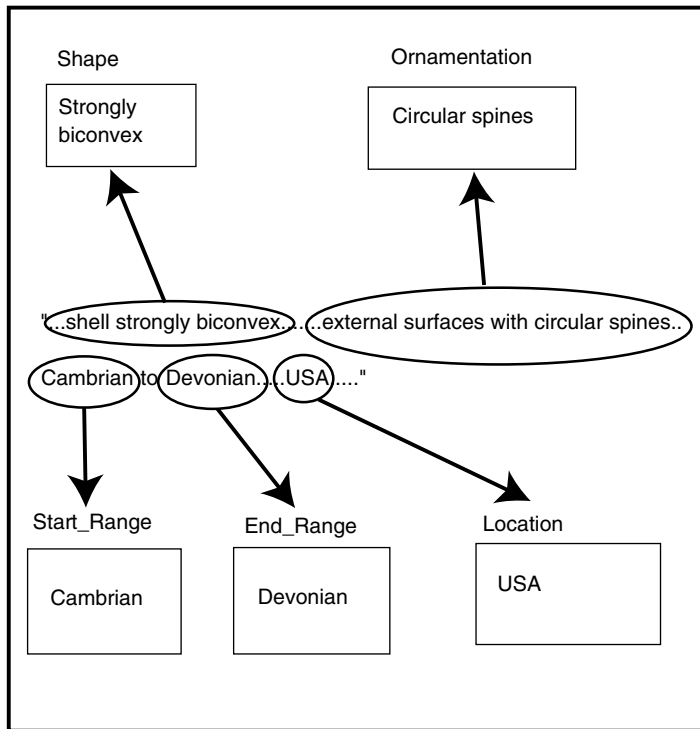 Shape
Ornamentation
Strongly
biconvex
Circular spines
"...shell strongly biconvex......external surfaces with circular spines..
Cambrian to Devonian.....USA....."
Start_Range
End_Range
Location
Cambrian
Devonian
USA